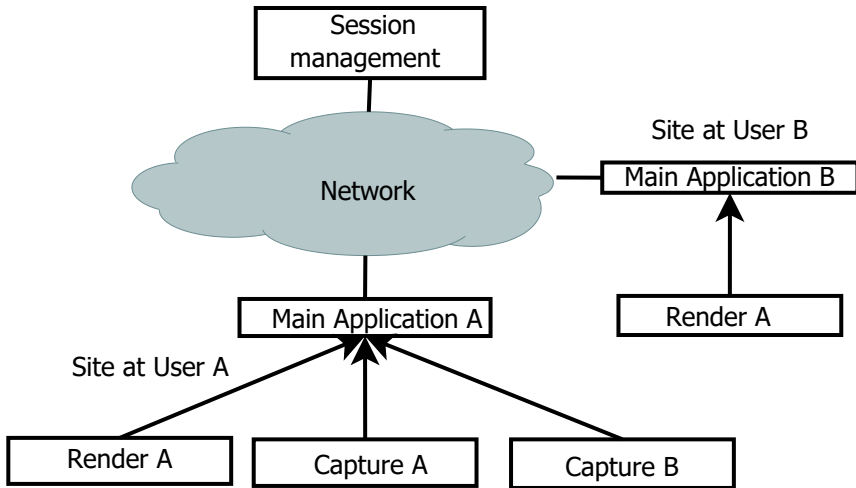 Session
management
Site at User B
Network
Main Application B
Main Application A
Render A
Site at User A
Render A
Capture A
Capture B